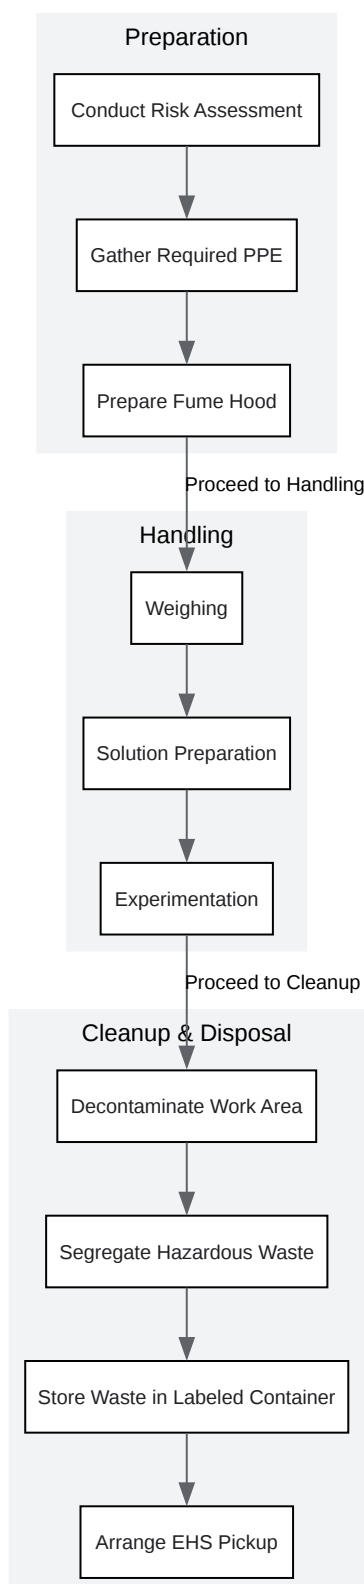 Preparation
Conduct Risk Assessment
Gather Required PPE
Prepare Fume Hood
Proceed to Handling
Handling
Weighing
Solution Preparation
Experimentation
Proceed to Cleanup
Cleanup & Disposal
Decontaminate Work Area
Segregate Hazardous Waste
Store Waste in Labeled Container
Arrange EHS Pickup